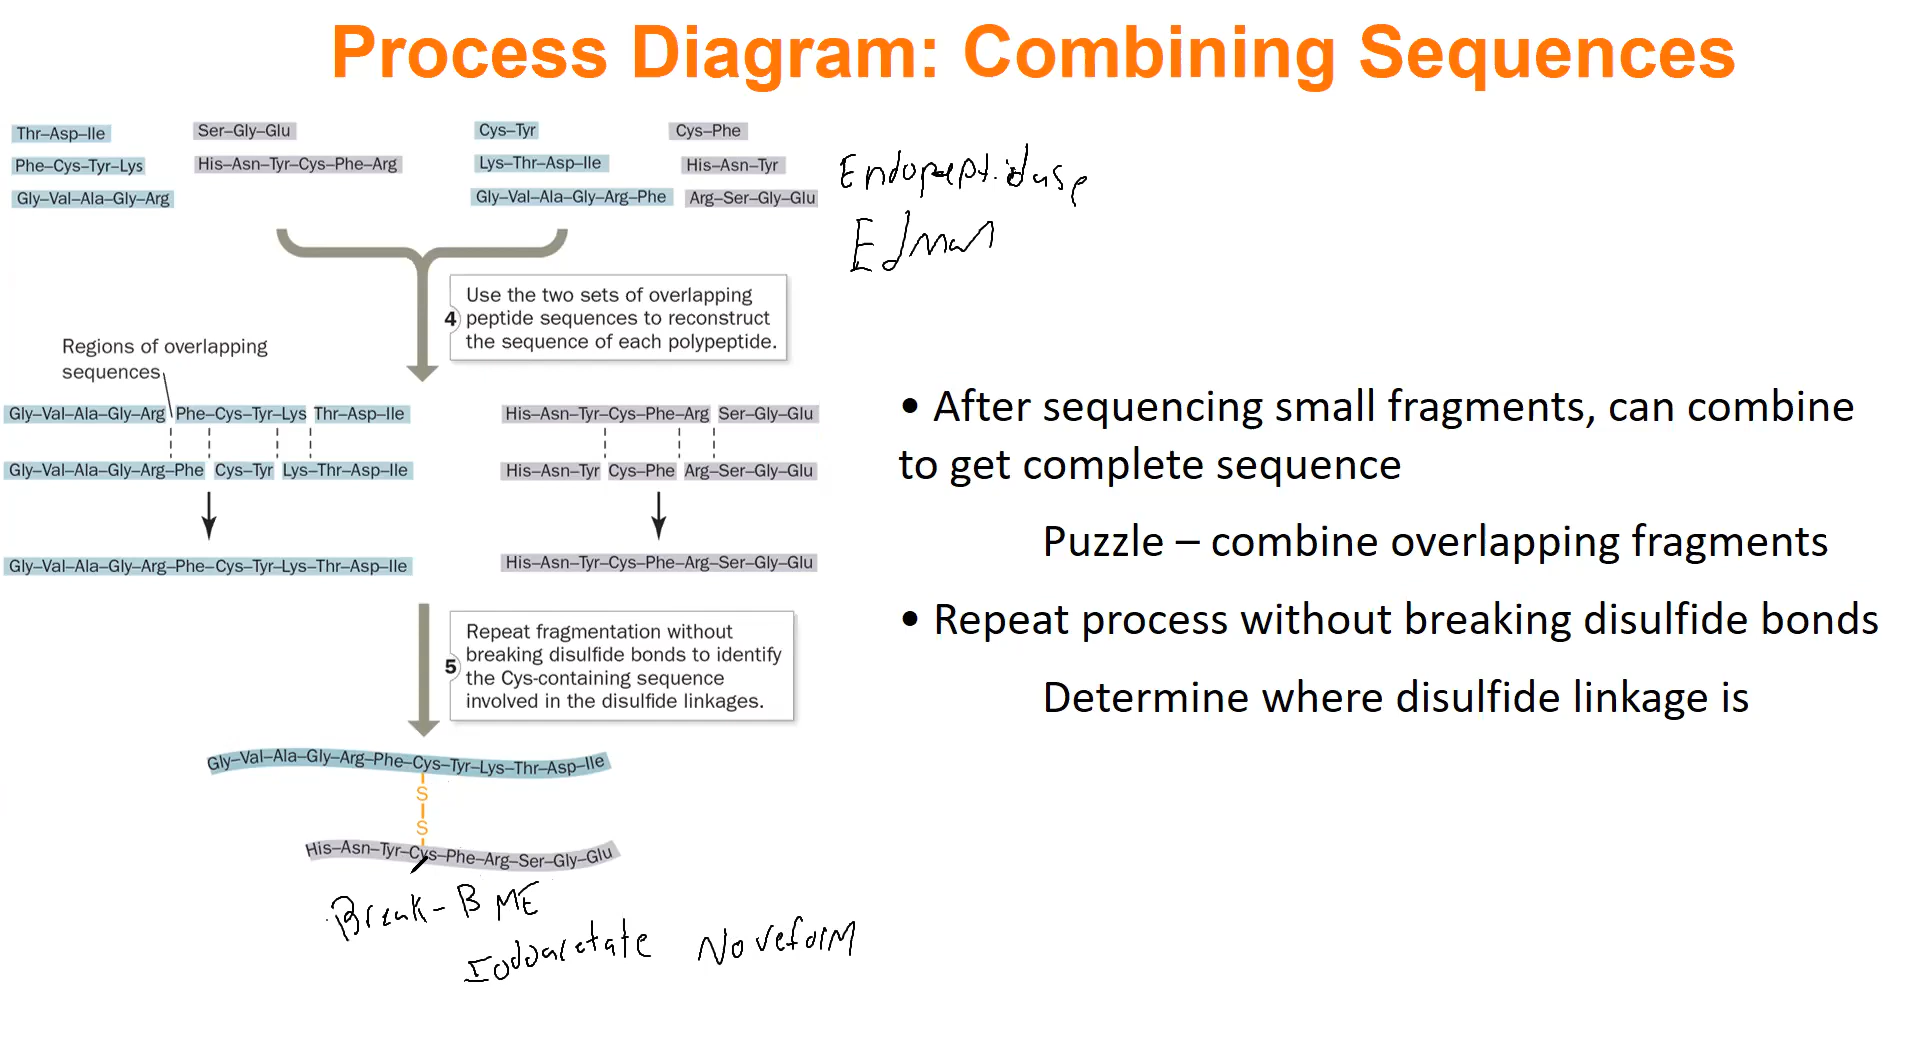 Process Diagram: Combining Sequences
Thr–Asp–Ile
Phe–Cys–Tyr–Lys
Gly–Val–Ala–Gly–Arg
Ser–Gly–Glu
His–Asn–Tyr–Cys–Phe–Arg
Cys–Tyr
Lys–Thr–Asp–Ile
Gly–Val–Ala–Gly–Arg–Phe
Cys–Phe
His–Asn–Tyr
Arg–Ser–Gly–Glu
Endopeptidase
Edman
4
Use the two sets of overlapping
peptide sequences to reconstruct
the sequence of each polypeptide.
Regions of overlapping
sequences
Gly–Val–Ala–Gly–Arg Phe–Cys–Tyr–Lys Thr–Asp–Ile
Gly–Val–Ala–Gly–Arg–Phe Cys–Tyr Lys–Thr–Asp–Ile
Gly–Val–Ala–Gly–Arg–Phe–Cys–Tyr–Lys–Thr–Asp–Ile
His–Asn–Tyr–Cys–Phe–Arg Ser–Gly–Glu
His–Asn–Tyr Cys–Phe Arg–Ser–Gly–Glu
His–Asn–Tyr–Cys–Phe–Arg–Ser–Gly–Glu
5
Repeat fragmentation without
breaking disulfide bonds to identify
the Cys-containing sequence
involved in the disulfide linkages.
Gly–Val–Ala–Gly–Arg–Phe–Cys–Tyr–Lys–Thr–Asp–Ile
S
S
His–Asn–Tyr–Cys–Phe–Arg–Ser–Gly–Glu
Break - B ME
Iodoacetate No reform
• After sequencing small fragments, can combine
to get complete sequence
Puzzle – combine overlapping fragments
• Repeat process without breaking disulfide bonds
Determine where disulfide linkage is